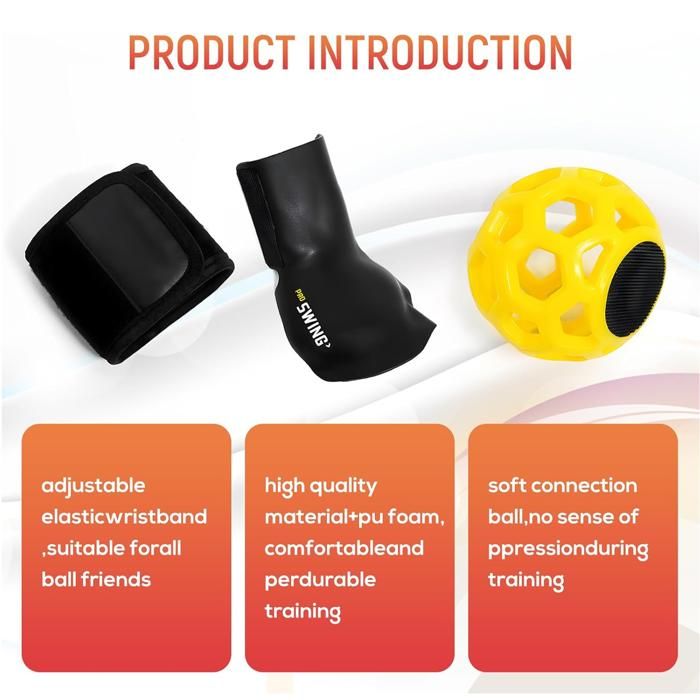 PRODUCT INTRODUCTION
PRO
SWING
adjustable
elasticwristband
,suitable forall
ball friends
high quality
material+pu foam,
comfortableand
perdurable
training
soft connection
ball,no sense of
ppressionduring
training